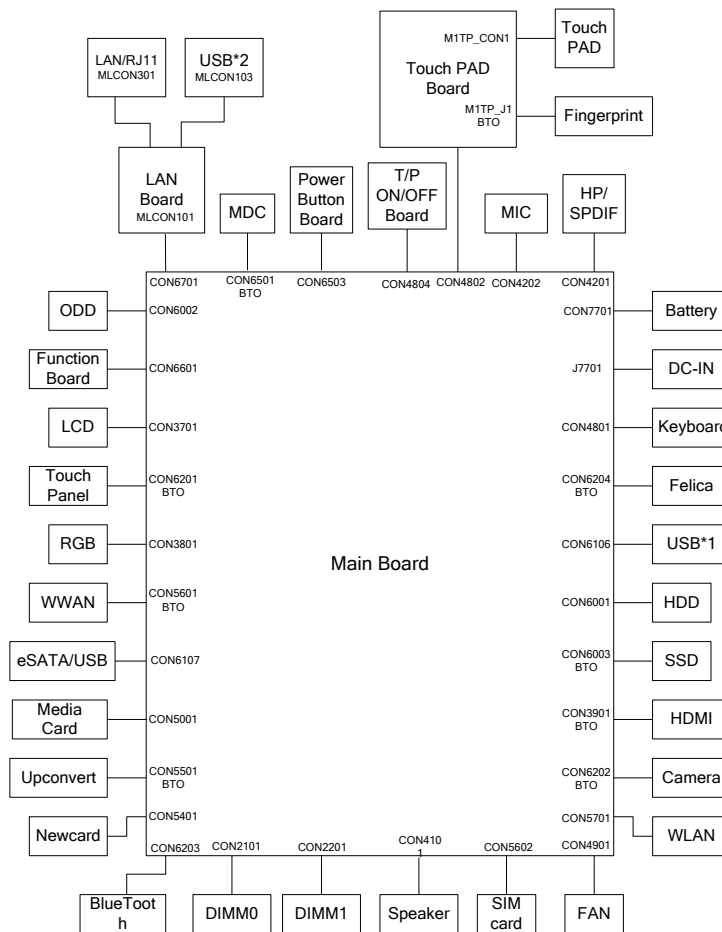 M1TP_CON1
Touch
PAD
LAN/RJ11
MLCON301
USB*2
MLCON103
Touch PAD
Board
M1TP_J1
BTO
Fingerprint
LAN
Board
MLCON101
MDC
Power
Button
Board
T/P
ON/OFF
Board
MIC
HP/
SPDIF
CON6701
CON6501
BTO
CON6503
CON4804
CON4802
CON4202
CON4201
ODD
CON6002
CON7701
Battery
Function
Board
CON6601
J7701
DC-IN
LCD
CON3701
CON4801
Keyboard
Touch
Panel
CON6201
BTO
CON6204
BTO
Felica
RGB
CON3801
Main Board
CON6106
USB*1
WWAN
CON5601
BTO
CON6001
HDD
eSATA/USB
CON6107
CON6003
BTO
SSD
Media
Card
CON5001
CON3901
BTO
HDMI
Upconvert
CON5501
BTO
CON6202
BTO
Camera
Newcard
CON5401
CON5701
WLAN
CON6203
CON2101
CON2201
CON410
1
CON5602
CON4901
BlueToot
h
DIMM0
DIMM1
Speaker
SIM
card
FAN